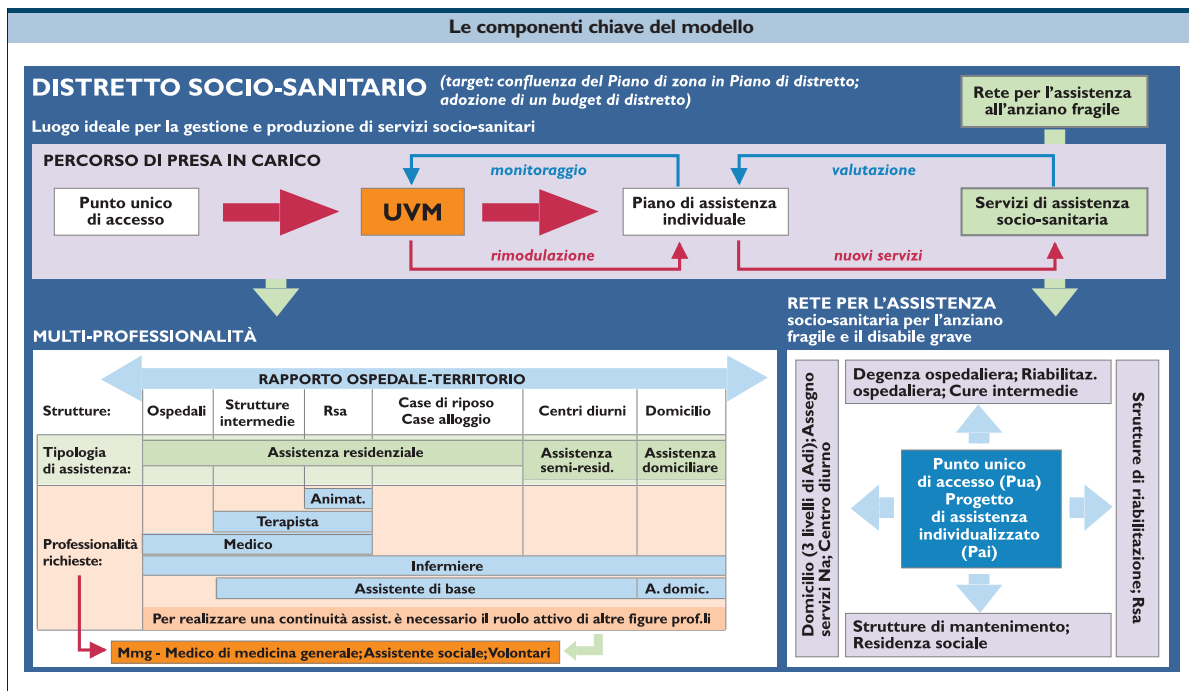 Le componenti chiave del modello
DISTRETTO SOCIO-SANITARIO
(target: confluenza del Piano di zona in Piano di distretto;
adozione di un budget di distretto)
Luogo ideale per la gestione e produzione di servizi socio-sanitari
Rete per l'assistenza
all'anziano fragile
PERCORSO DI PRESA IN CARICO
Punto unico
di accesso
UVM
monitoraggio
rimodulazione
Piano di assistenza
individuale
valutazione
nuovi servizi
Servizi di assistenza
socio-sanitaria
MULTI-PROFESSIONALITÀ
RAPPORTO OSPEDALE-TERRITORIO
Strutture:
Ospedali
Strutture
intermedie
Rsa
Case di riposo
Case alloggio
Centri diurni
Domicilio
Tipologia
di assistenza:
Assistenza residenziale
Assistenza
semi-resid.
Assistenza
domiciliare
Professionalità
richieste:
Animat.
Terapista
Medico
Infermiere
Assistente di base
A. domic.
Per realizzare una continuità assist. è necessario il ruolo attivo di altre figure prof.li
Mmg - Medico di medicina generale; Assistente sociale; Volontari
RETE PER L'ASSISTENZA
socio-sanitaria per l'anziano
fragile e il disabile grave
Domicilio (3 livelli di Adi); Assegno
servizi Na; Centro diurno
Degenza ospedaliera; Riabilitaz.
ospedaliera; Cure intermedie
Punto unico
di accesso (Pua)
Progetto
di assistenza
individualizzato
(Pai)
Strutture di mantenimento;
Residenza sociale
Strutture di riabilitazione; Rsa